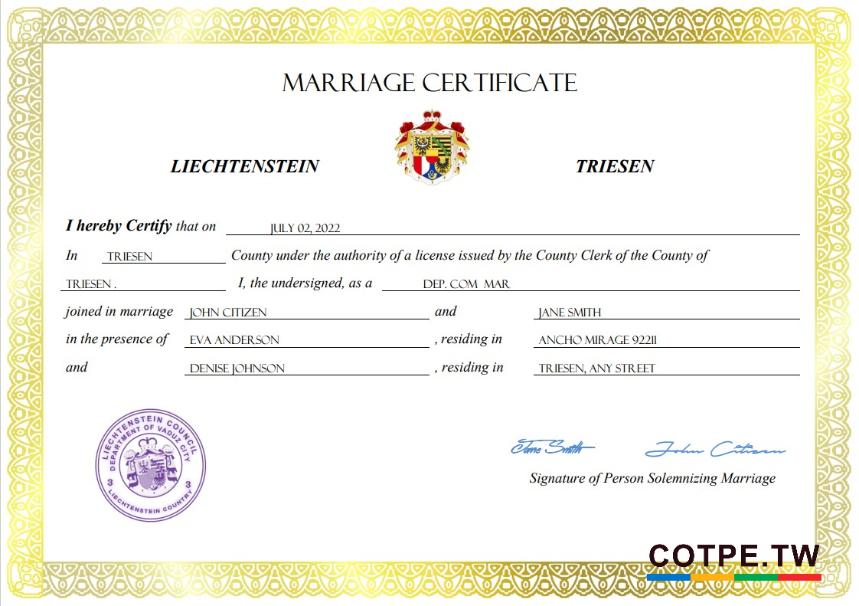 MARRIAGE CERTIFICATE
LIECHTENSTEIN TRIESEN
I hereby Certify that on JULY 02, 2022
In TRIESEN County under the authority of a license issued by the County Clerk of the County of
TRIESEN . I, the undersigned, as a DEP. COM MAR
joined in marriage JOHN CITIZEN and JANE SMITH
in the presence of EVA ANDERSON , residing in ANCHO MIRAGE 92211
and DENISE JOHNSON , residing in TRIESEN, ANY STREET
LIECHTENSTEIN COUNCIL
DEPARTMENT OF VADUZ CITY
3 3
LIECHTENSTEIN COUNTRY
Jane Smith John Citizen
Signature of Person Solemnizing Marriage
COTPE.TW